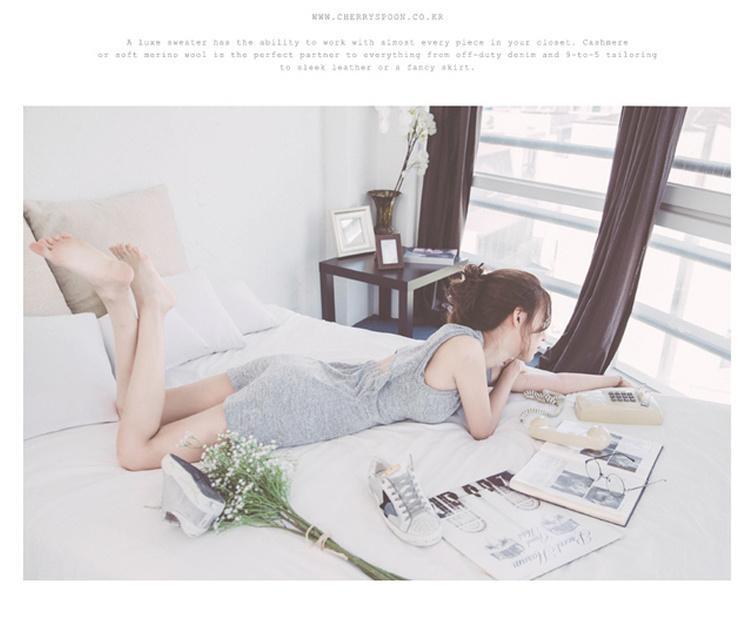 WWW.CHERRYSPOON.CO.KR
A luxe sweater has the ability to work with almost every piece in your closet. Cashmere
or soft merino wool is the perfect partner to everything from off-duty denim and 9-to-5 tailoring
to sleek leather or a fancy skirt.